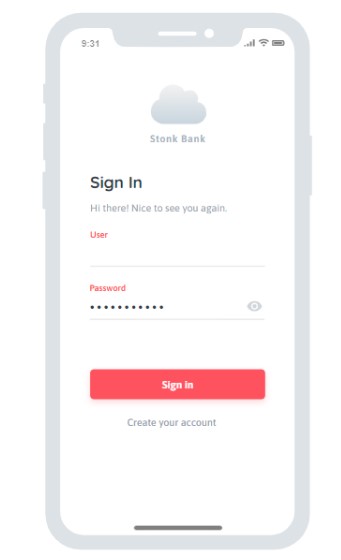 9:31
Stonk Bank
Sign In
Hi there! Nice to see you again.
User
Password
•••••••••••
Sign in
Create your account